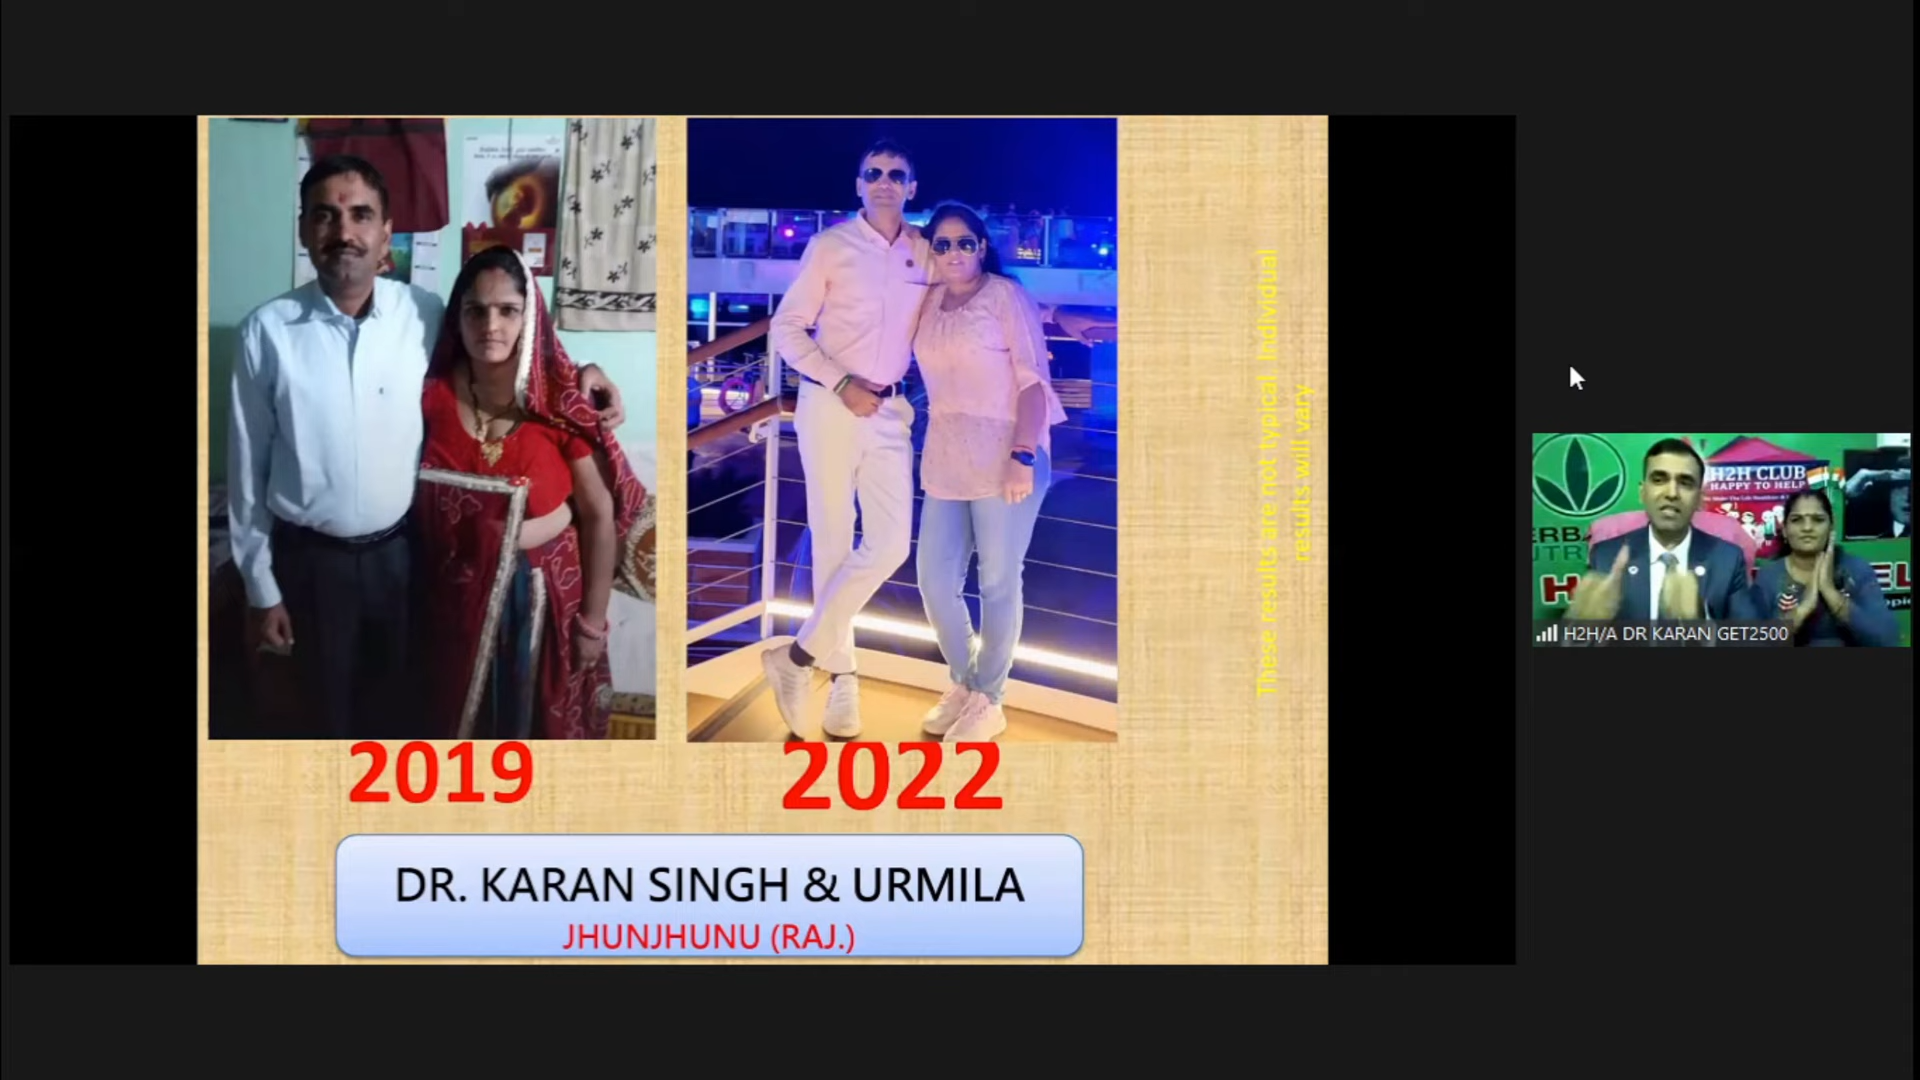 2019
2022
DR. KARAN SINGH & URMILA
JHUNJHUNU (RAJ.)
These results are not typical. Individual
results will vary
H2H CLUB
HAPPY TO HELP
H2H/A DR KARAN GET2500